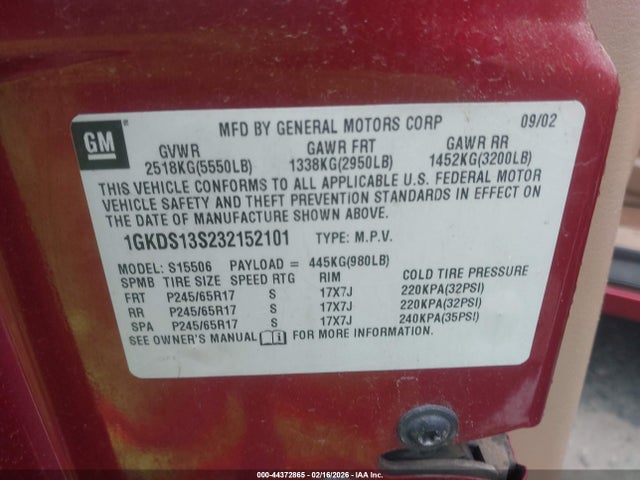 GM ®
MFD BY GENERAL MOTORS CORP 09/02
GVWR GAWR FRT GAWR RR
2518KG(5550LB) 1338KG(2950LB) 1452KG(3200LB)
THIS VEHICLE CONFORMS TO ALL APPLICABLE U.S. FEDERAL MOTOR
VEHICLE SAFETY AND THEFT PREVENTION STANDARDS IN EFFECT ON
THE DATE OF MANUFACTURE SHOWN ABOVE.
1GKDS13S232152101 TYPE: M.P.V.
MODEL: S15506 PAYLOAD = 445KG(980LB)
SPMB TIRE SIZE SPEED RTG RIM COLD TIRE PRESSURE
FRT P245/65R17 S 17X7J 220KPA(32PSI)
RR P245/65R17 S 17X7J 220KPA(32PSI)
SPA P245/65R17 S 17X7J 240KPA(35PSI)
SEE OWNER'S MANUAL FOR MORE INFORMATION.
000-44372865 - 02/16/2026 - IAA Inc.